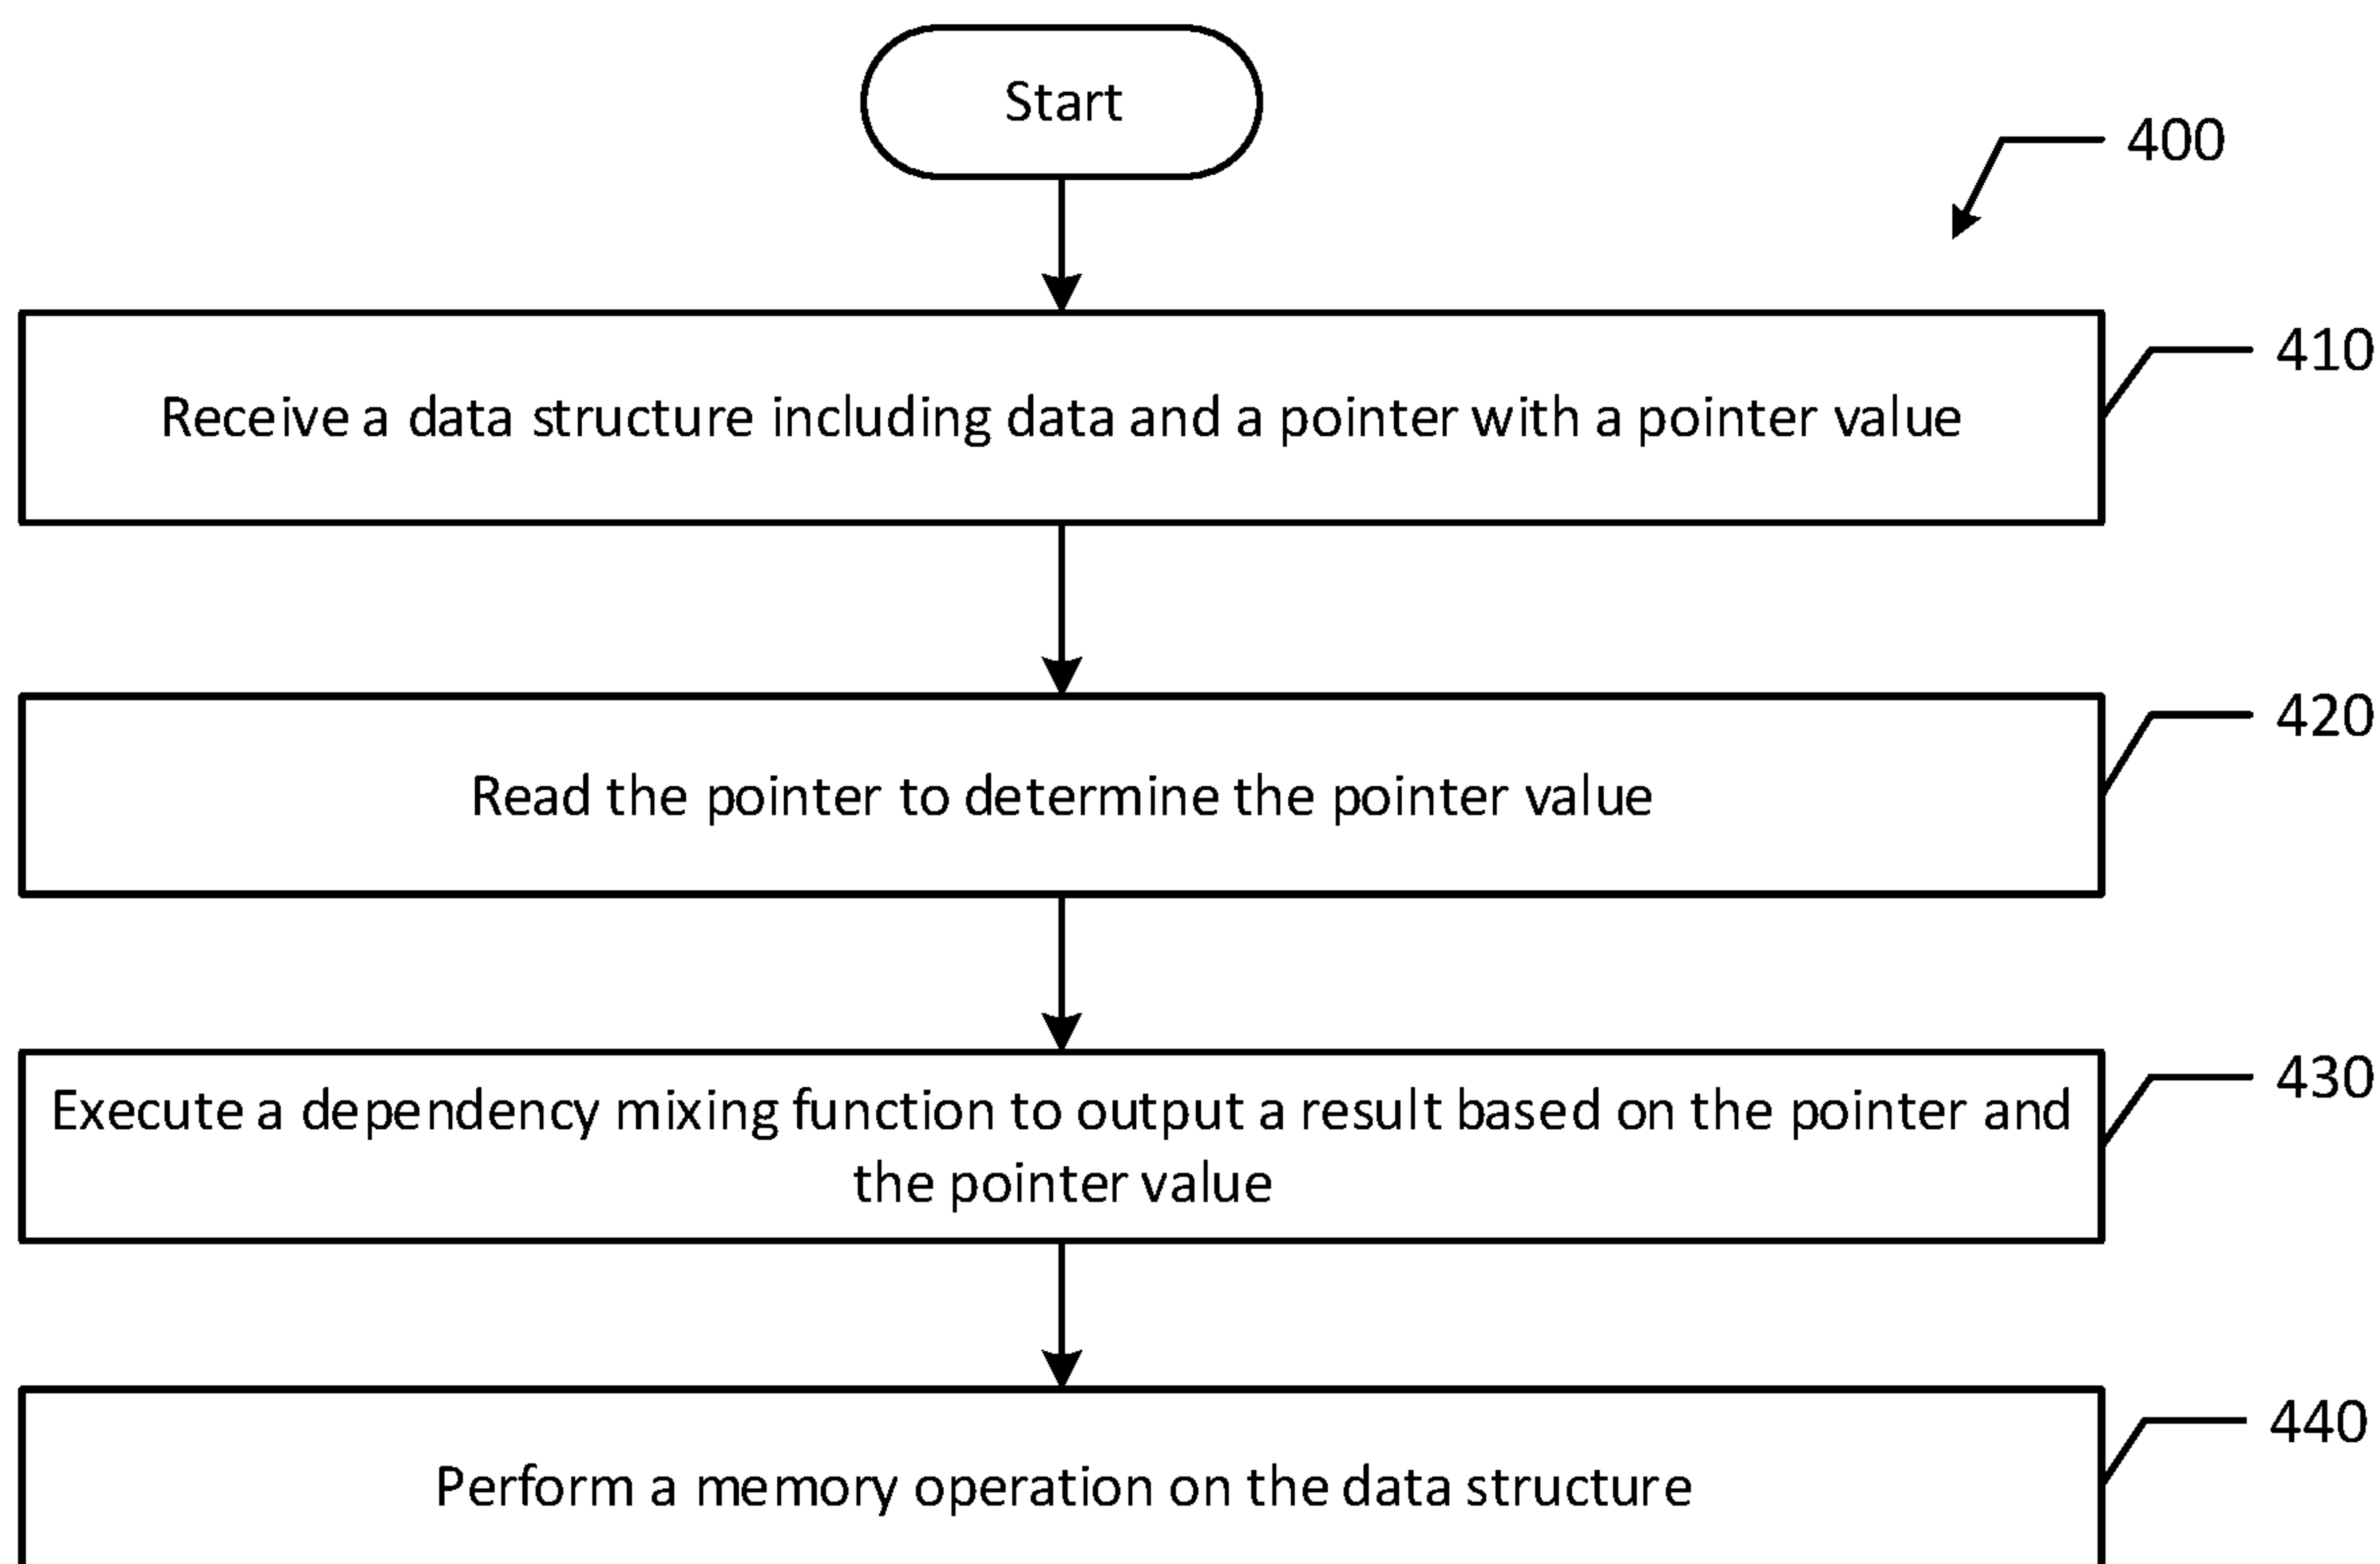 Start
400
410
Receive a data structure including data and a pointer with a pointer value
420
Read the pointer to determine the pointer value
430
Execute a dependency mixing function to output a result based on the pointer and
the pointer value
440
Perform a memory operation on the data structure